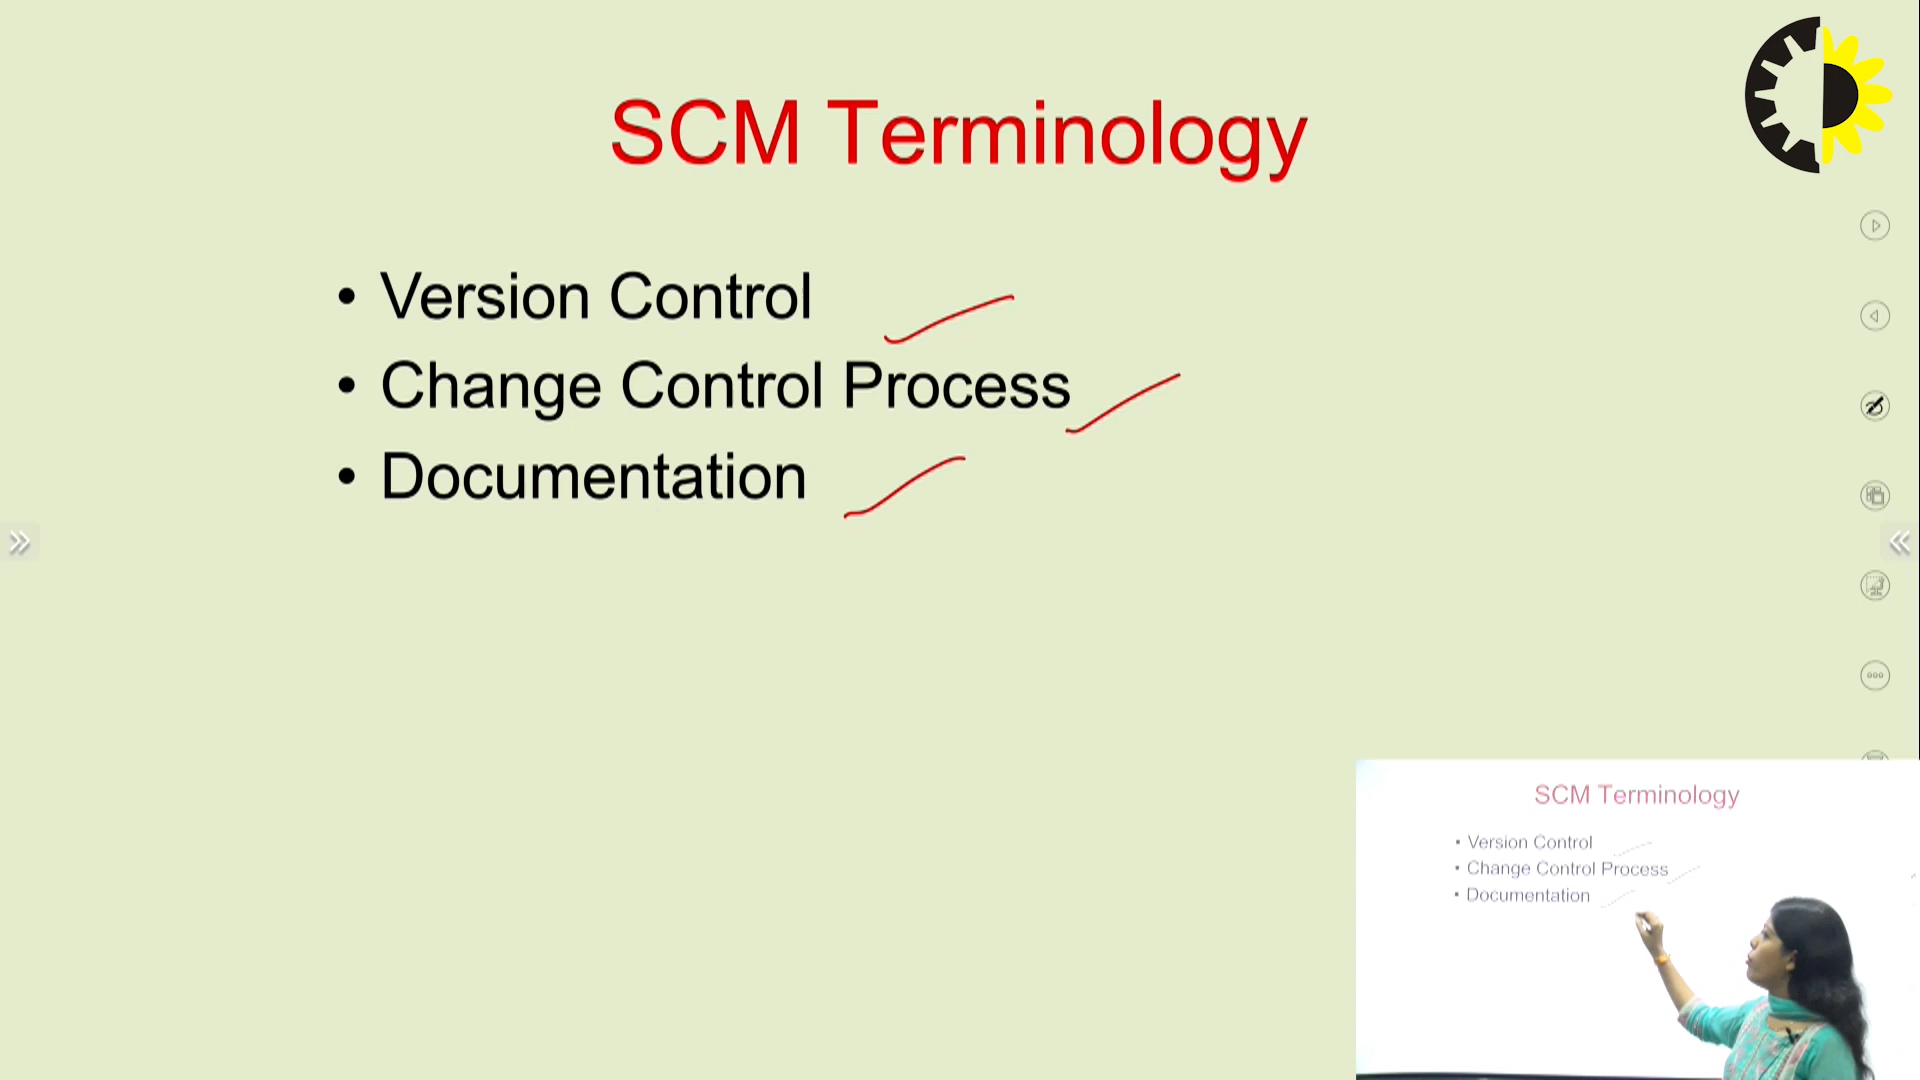 SCM Terminology
• Version Control
• Change Control Process
• Documentation
SCM Terminology
• Version Control
• Change Control Process
• Documentation